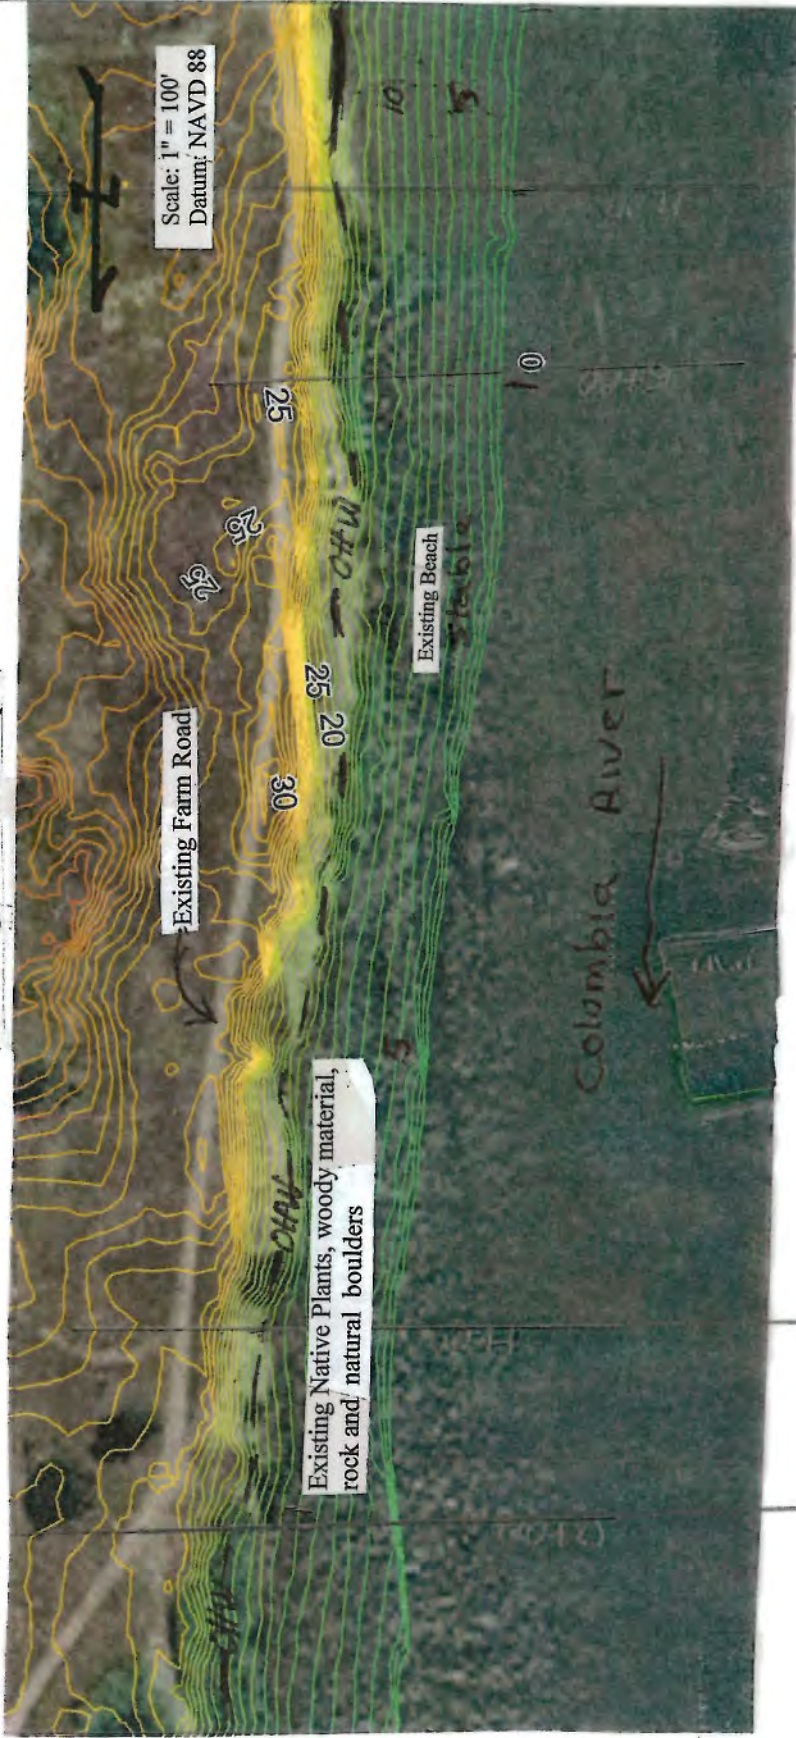 Scale: 1" = 100'
Datum: NAVD 88
N
10
5
0
25
25
25
OHW
Existing Beach
Stable
25
20
30
Existing Farm Road
Columbia River
5
OHW
Existing Native Plants, woody material,
rock and natural boulders
OHW